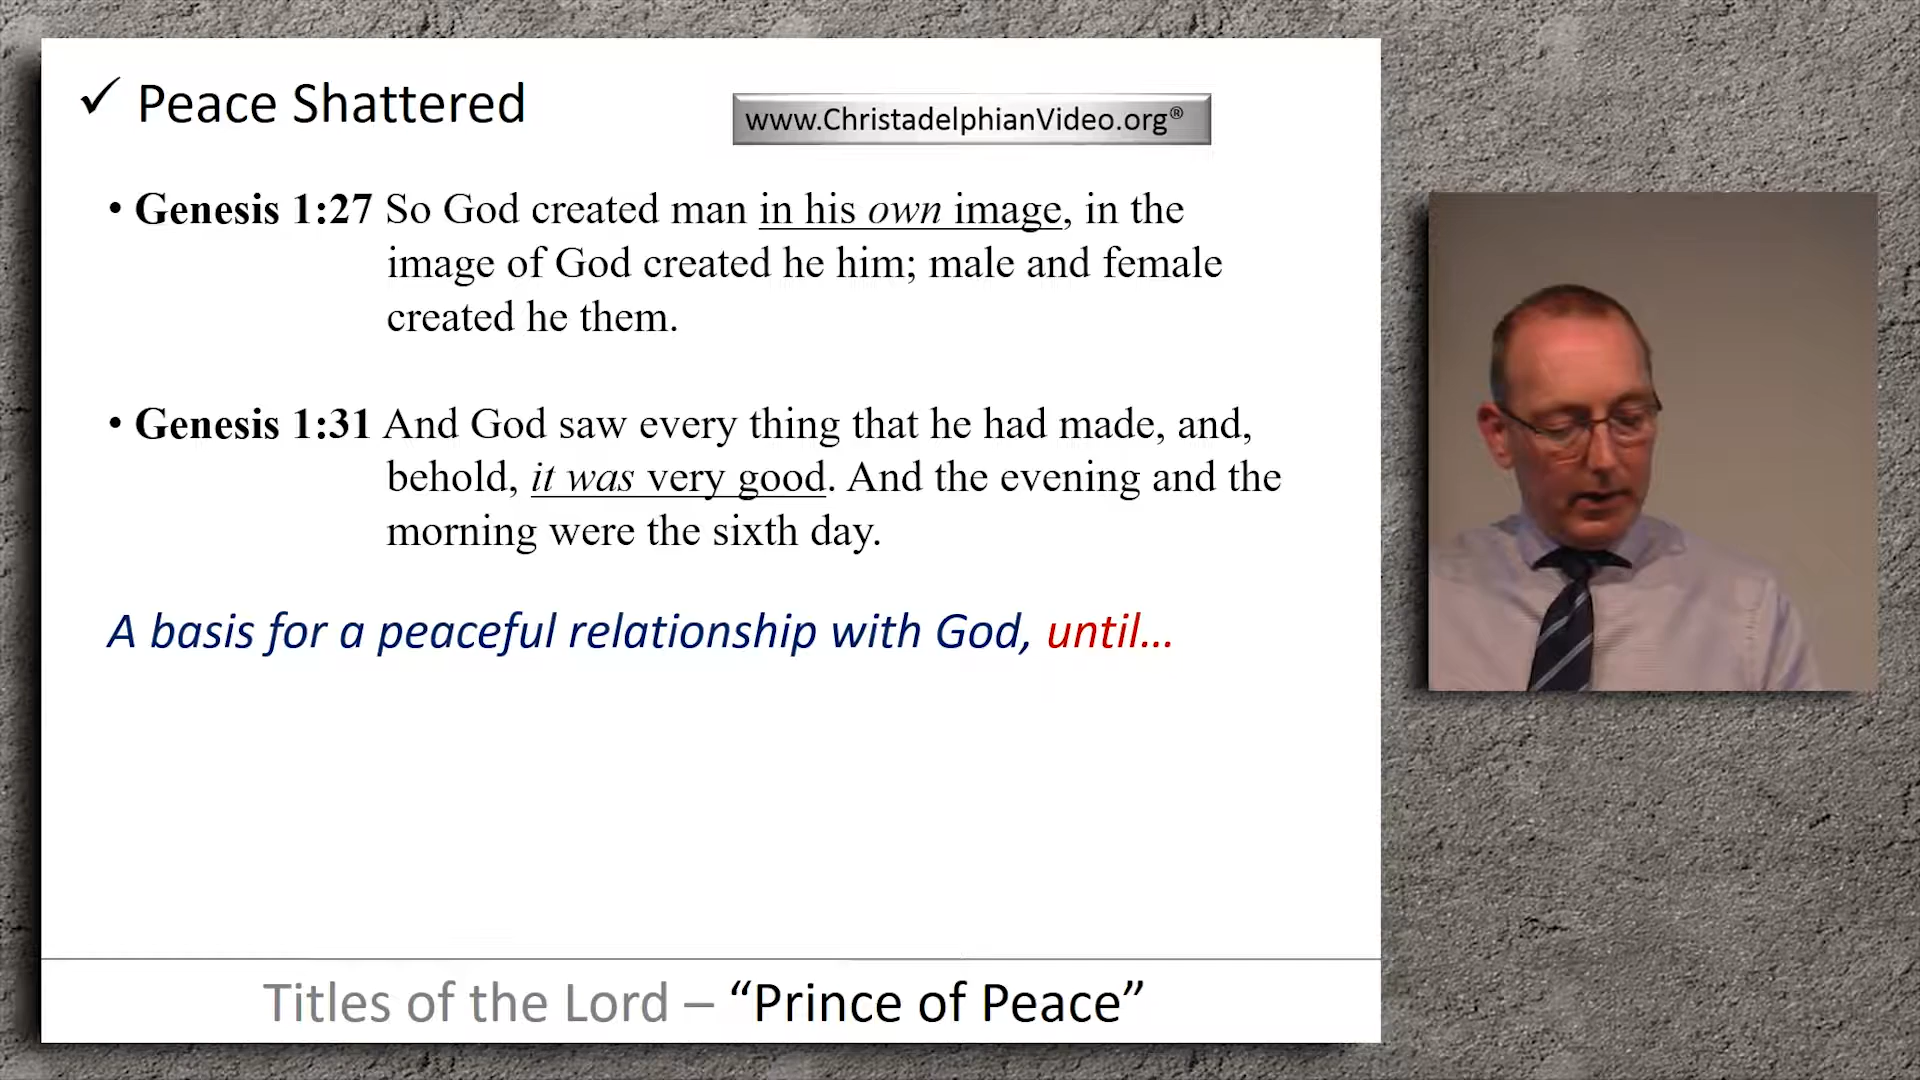 ✓ Peace Shattered
www.ChristadelphianVideo.org®
• Genesis 1:27 So God created man in his own image, in the
image of God created he him; male and female
created he them.
• Genesis 1:31 And God saw every thing that he had made, and,
behold, it was very good. And the evening and the
morning were the sixth day.
A basis for a peaceful relationship with God, until...
Titles of the Lord – “Prince of Peace”